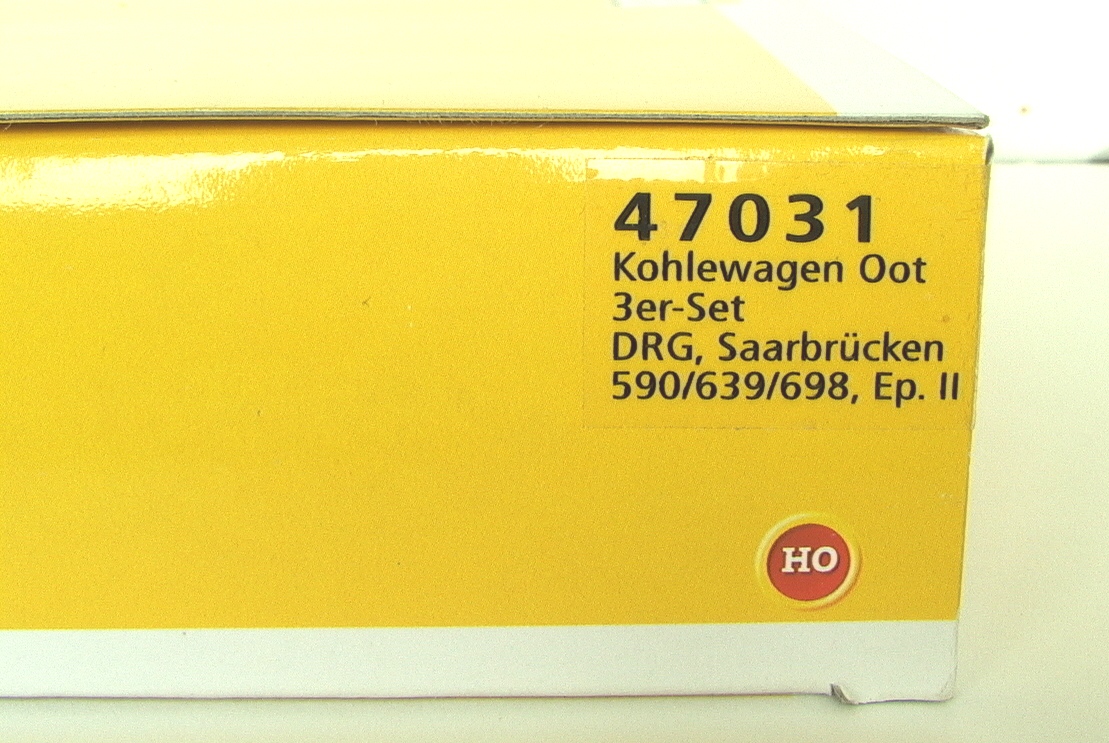 47031
Kohlewagen Oot
3er-Set
DRG, Saarbrücken
590/639/698, Ep. II
HO